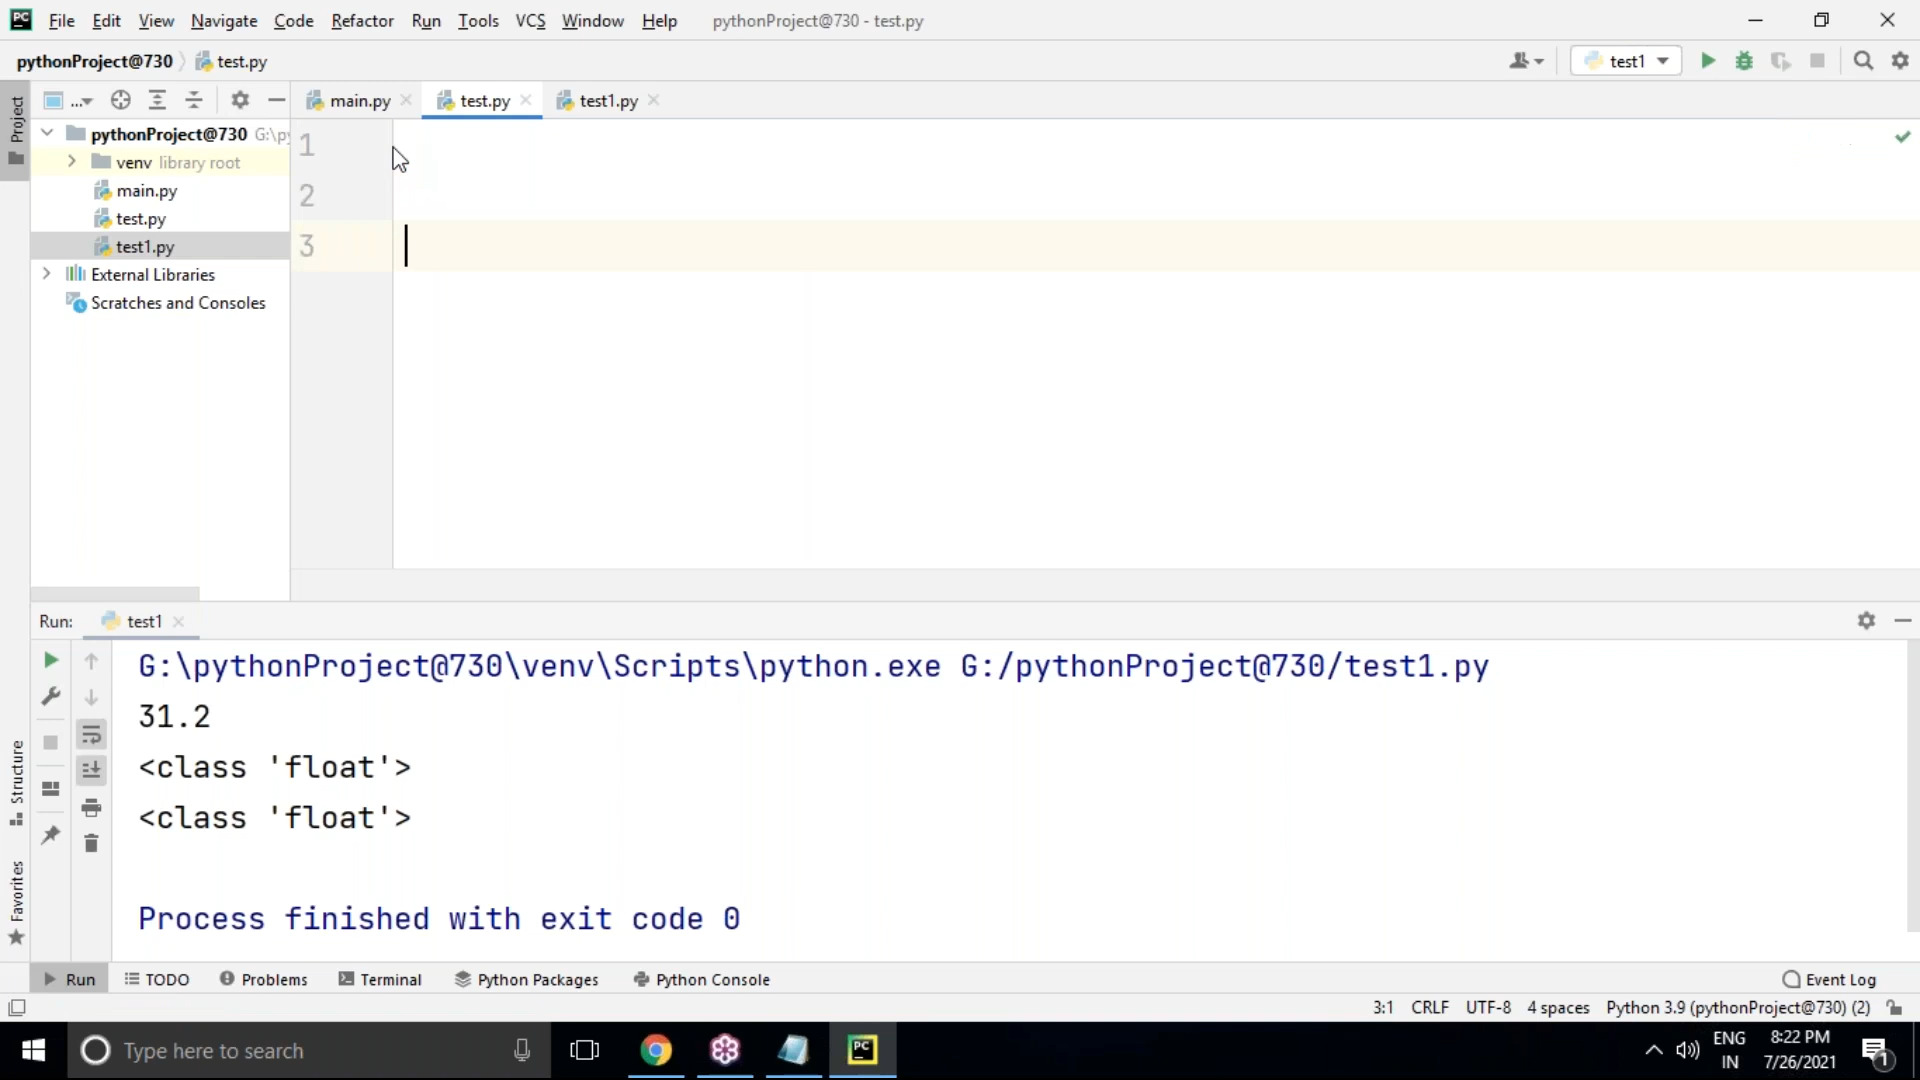 PC File Edit View Navigate Code Refactor Run Tools VCS Window Help pythonProject@730 - test.py
pythonProject@730 test.py test1
... main.py test.py test1.py
Project
pythonProject@730 G:\py
venv library root
main.py
test.py
test1.py
External Libraries
Scratches and Consoles
1
2
3
Run: test1
G:\pythonProject@730\venv\Scripts\python.exe G:/pythonProject@730/test1.py
31.2
<class 'float'>
<class 'float'>
Process finished with exit code 0
Structure
Favorites
Run TODO Problems Terminal Python Packages Python Console Event Log
3:1 CRLF UTF-8 4 spaces Python 3.9 (pythonProject@730) (2)
Type here to search PC ENG 8:22 PM
IN 7/26/2021 1